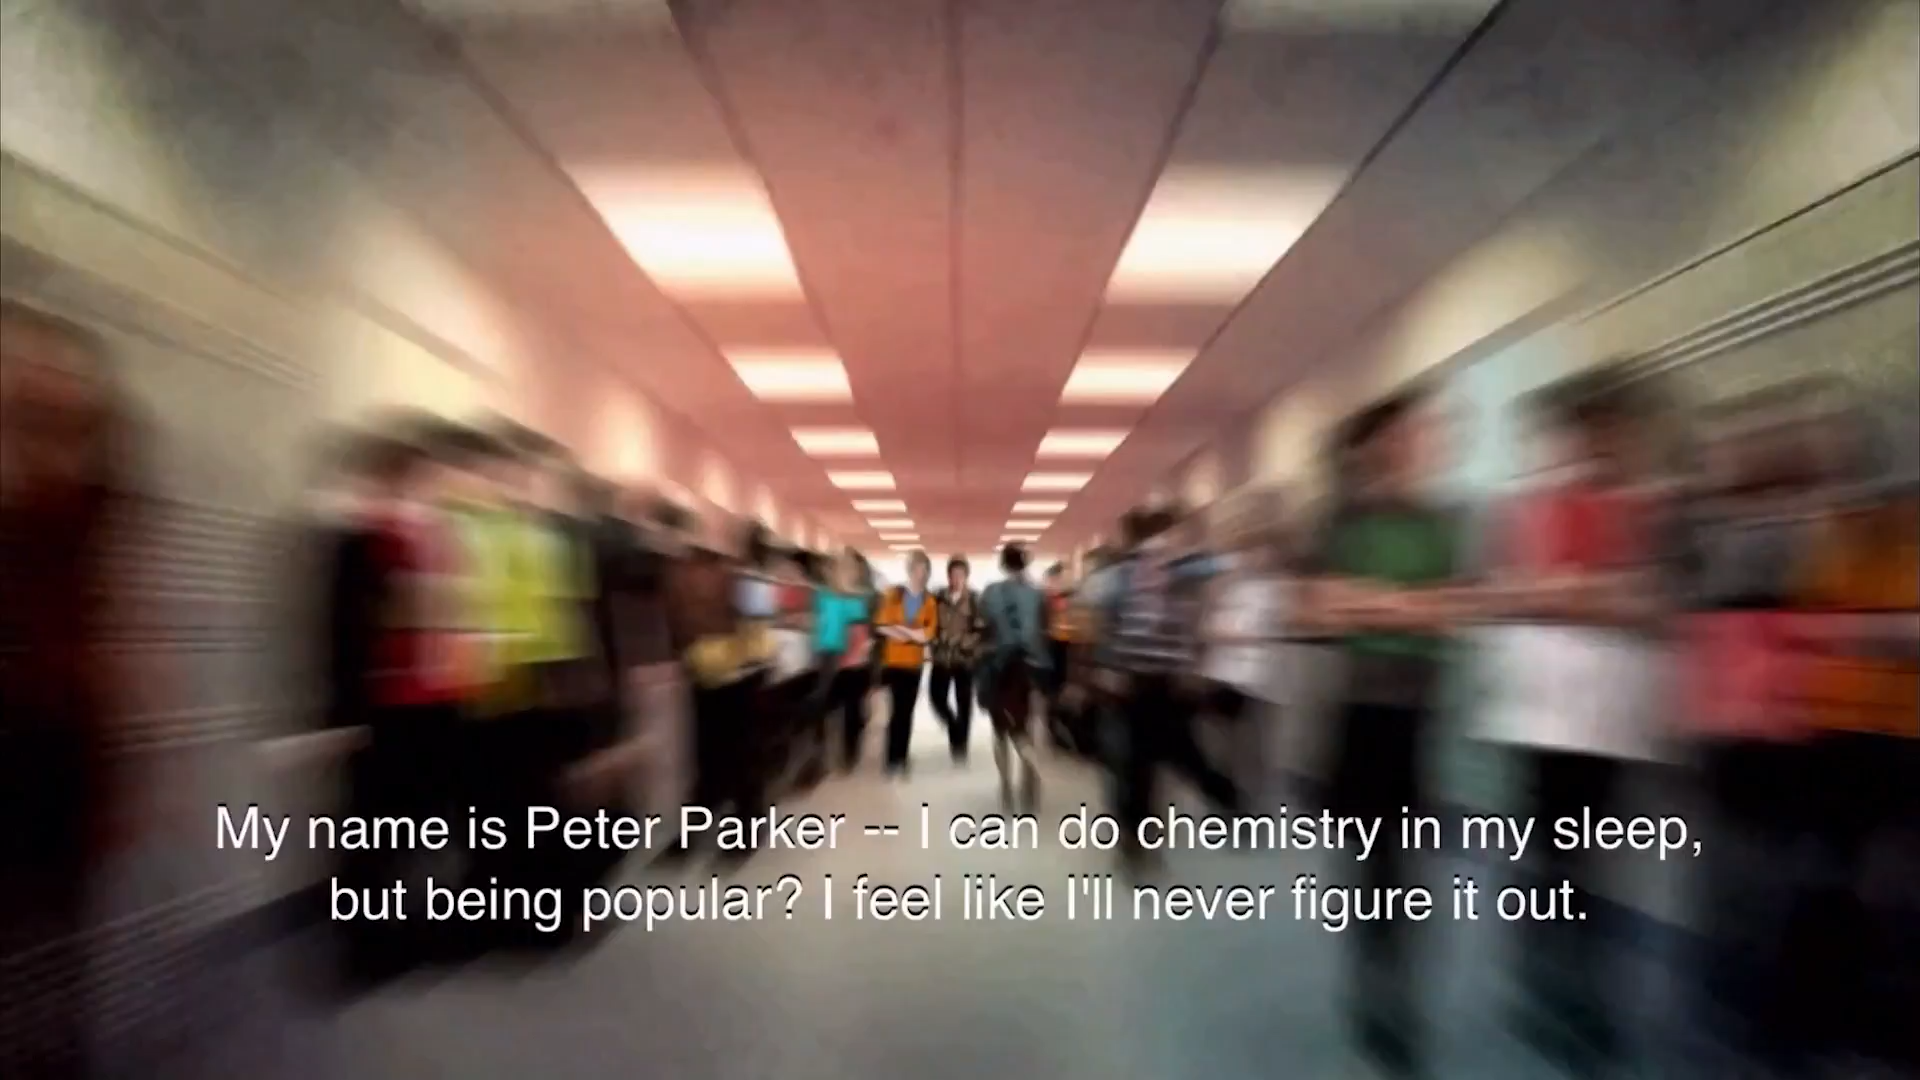 My name is Peter Parker -- I can do chemistry in my sleep,
but being popular? I feel like I'll never figure it out.